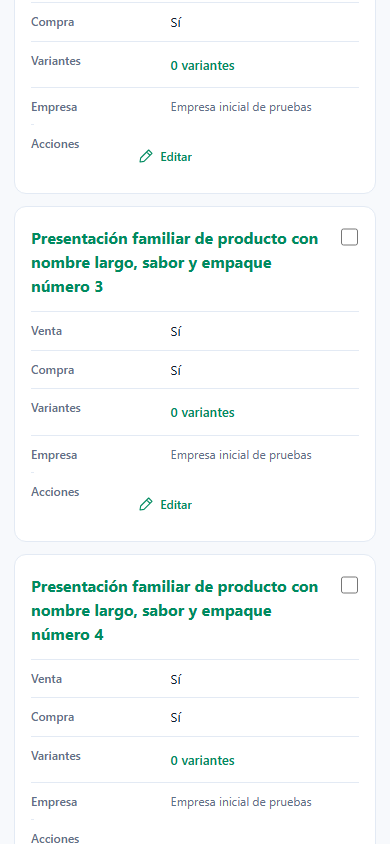 Compra Sí
Variantes 0 variantes
Empresa Empresa inicial de pruebas
Acciones
Editar
Presentación familiar de producto con
nombre largo, sabor y empaque
número 3
Venta Sí
Compra Sí
Variantes 0 variantes
Empresa Empresa inicial de pruebas
Acciones
Editar
Presentación familiar de producto con
nombre largo, sabor y empaque
número 4
Venta Sí
Compra Sí
Variantes 0 variantes
Empresa Empresa inicial de pruebas
Acciones